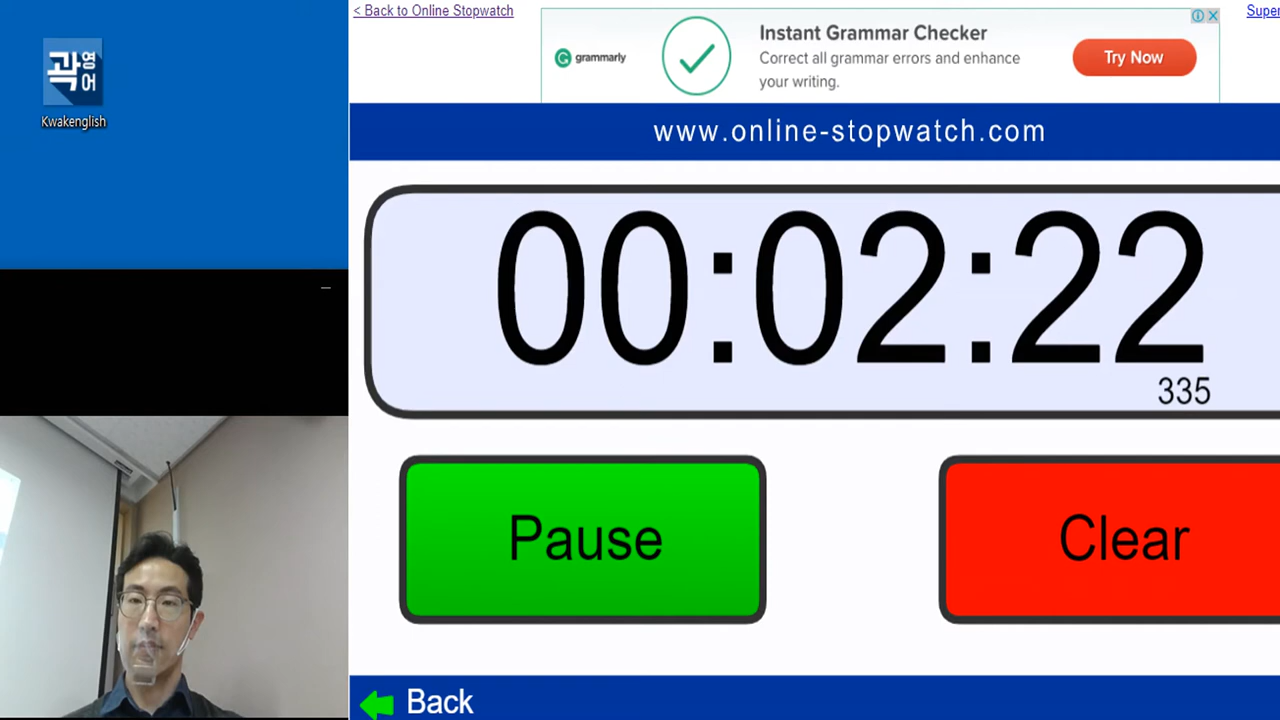 곽영어
Kwakenglish
< Back to Online Stopwatch
grammarly
Instant Grammar Checker
Correct all grammar errors and enhance
your writing.
Try Now
Super
www.online-stopwatch.com
00:02:22
335
Pause
Clear
Back